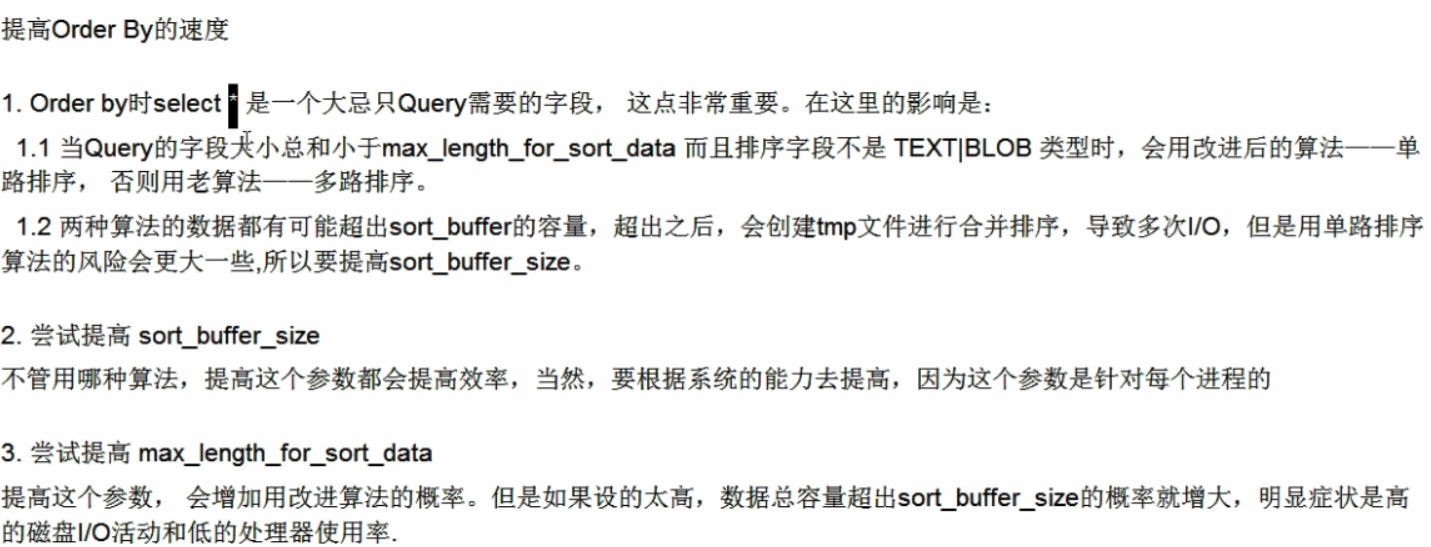 提高Order By的速度
1. Order by时select * 是一个大忌只Query需要的字段， 这点非常重要。在这里的影响是：
1.1 当Query的字段大小总和小于max_length_for_sort_data 而且排序字段不是 TEXT|BLOB 类型时，会用改进后的算法——单
路排序， 否则用老算法——多路排序。
1.2 两种算法的数据都有可能超出sort_buffer的容量，超出之后，会创建tmp文件进行合并排序，导致多次I/O，但是用单路排序
算法的风险会更大一些,所以要提高sort_buffer_size。
2. 尝试提高 sort_buffer_size
不管用哪种算法，提高这个参数都会提高效率，当然，要根据系统的能力去提高，因为这个参数是针对每个进程的
3. 尝试提高 max_length_for_sort_data
提高这个参数， 会增加用改进算法的概率。但是如果设的太高，数据总容量超出sort_buffer_size的概率就增大，明显症状是高
的磁盘I/O活动和低的处理器使用率.